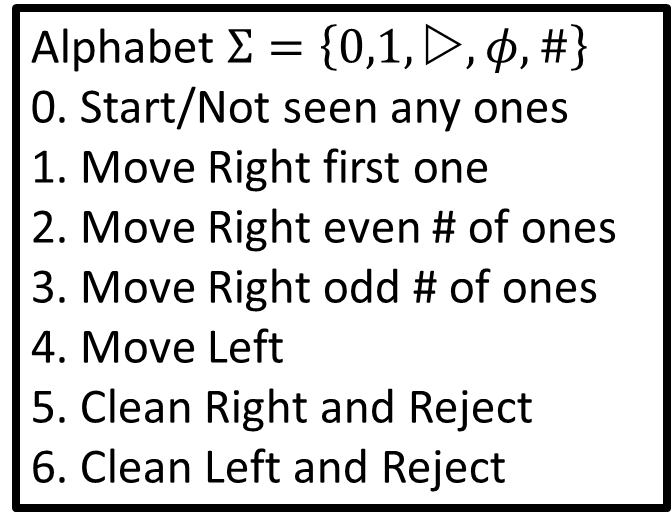 Alphabet Σ = {0,1, ▷, ϕ, #}
0. Start/Not seen any ones
1. Move Right first one
2. Move Right even # of ones
3. Move Right odd # of ones
4. Move Left
5. Clean Right and Reject
6. Clean Left and Reject